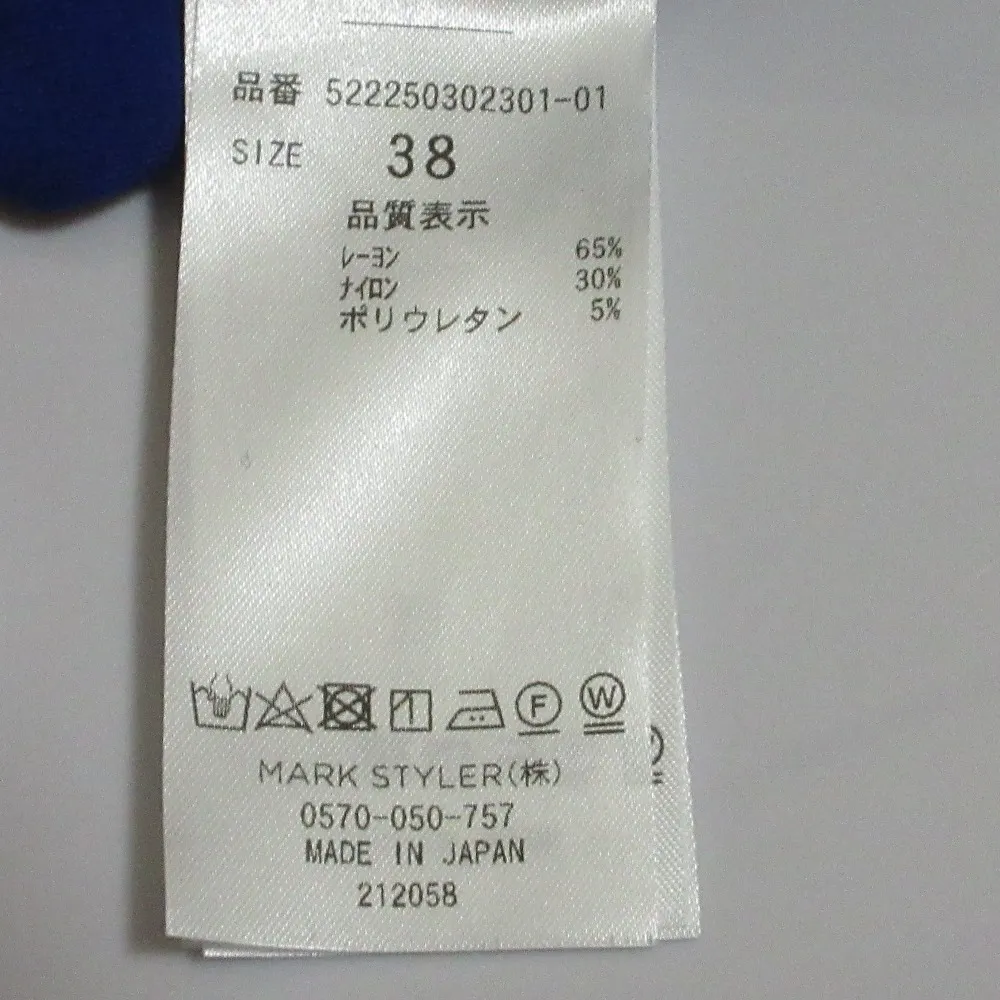 品番 522250302301-01
SIZE 38
品質表示
レーヨン 65%
ナイロン 30%
ポリウレタン 5%
F W
MARK STYLER(株)
0570-050-757
MADE IN JAPAN
212058